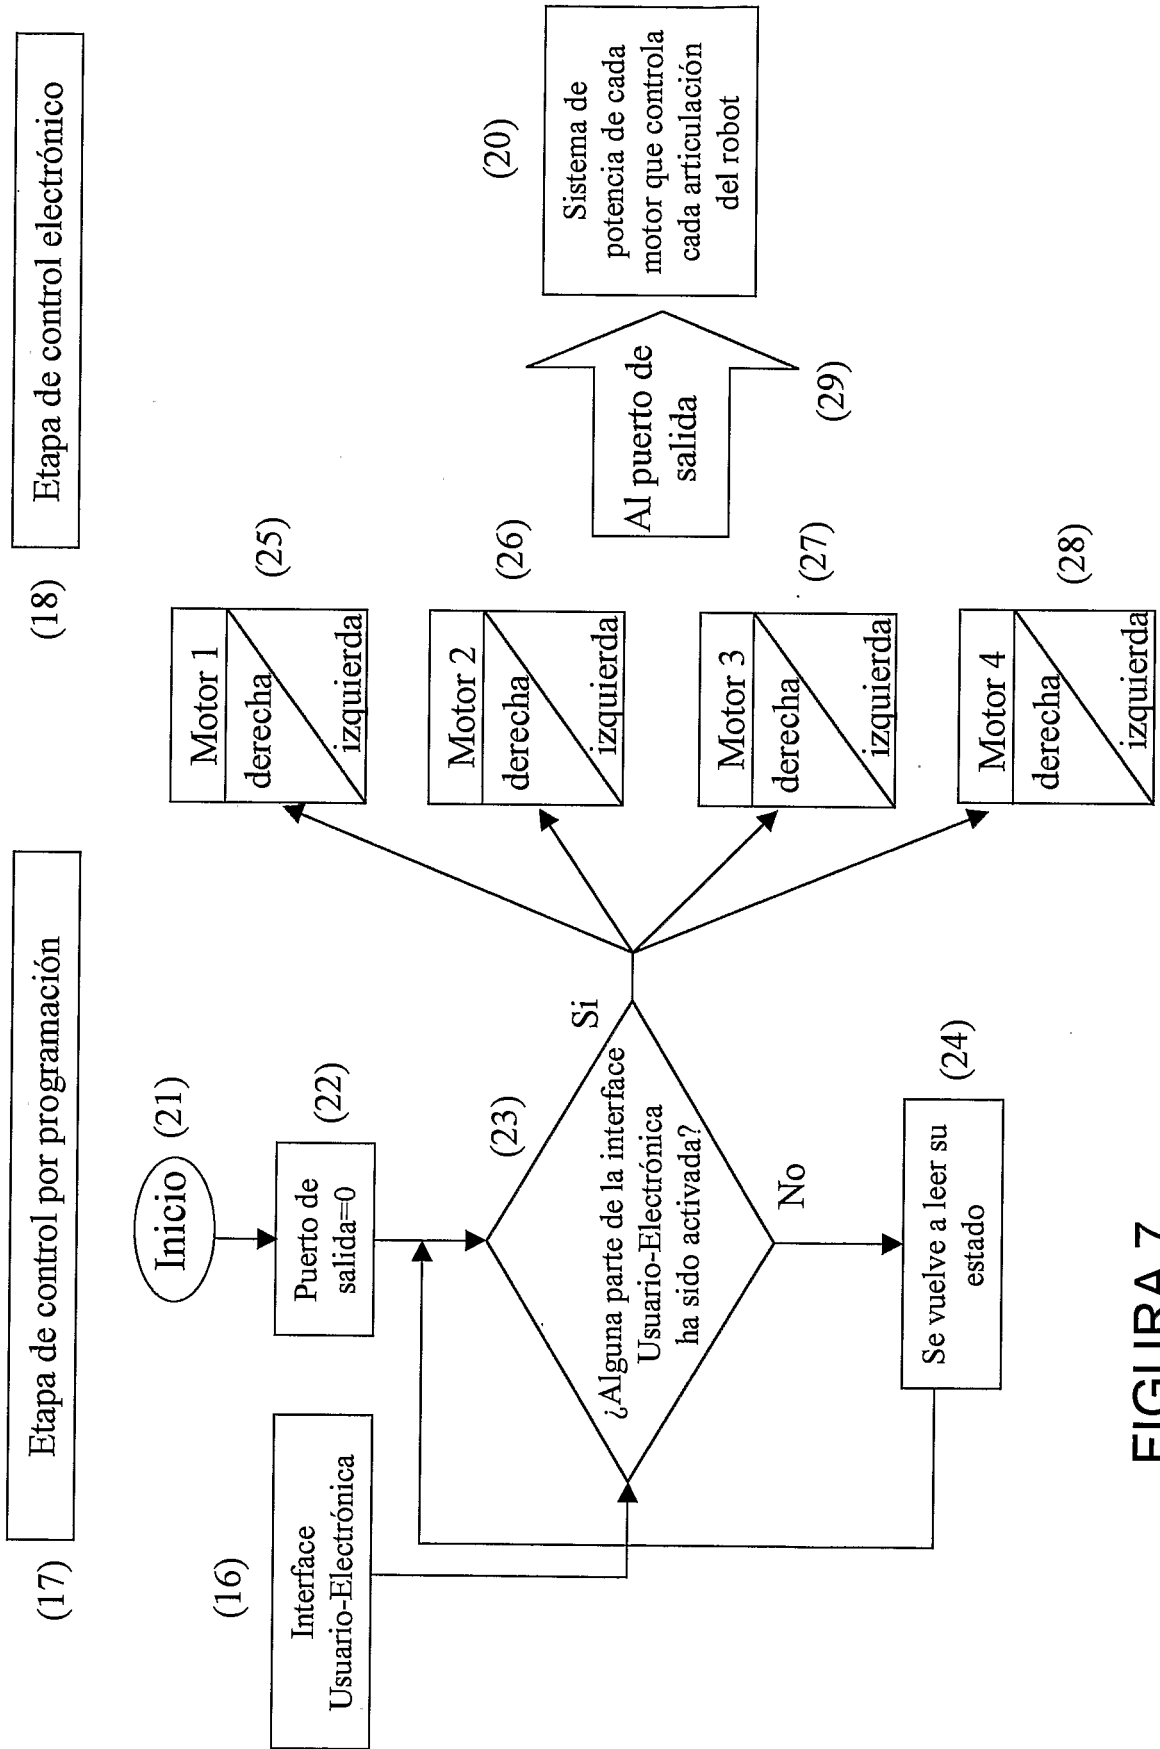 (17)
Etapa de control por programación
(18)
Etapa de control electrónico
Inicio
(21)
(16)
Interface
Usuario-Electrónica
Puerto de
salida=0
(22)
(23)
¿Alguna parte de la interface
Usuario-Electrónica
ha sido activada?
Si
No
Se vuelve a leer su
estado
(24)
Motor 1
derecha
izquierda
(25)
Motor 2
derecha
izquierda
(26)
Motor 3
derecha
izquierda
(27)
Motor 4
derecha
izquierda
(28)
Al puerto de
salida
(29)
(20)
Sistema de
potencia de cada
motor que controla
cada articulación
del robot
FIGURA 7